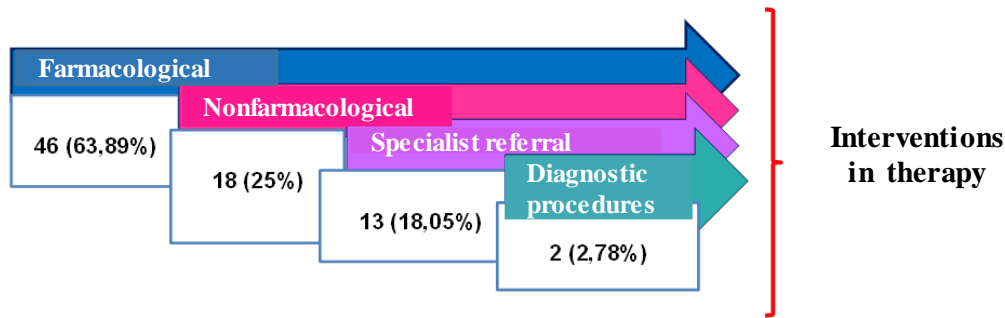 Farmacological
46 (63,89%)
Nonfarmacological
18 (25%)
Specialist referral
13 (18,05%)
Diagnostic
procedures
2 (2,78%)
Interventions
in therapy